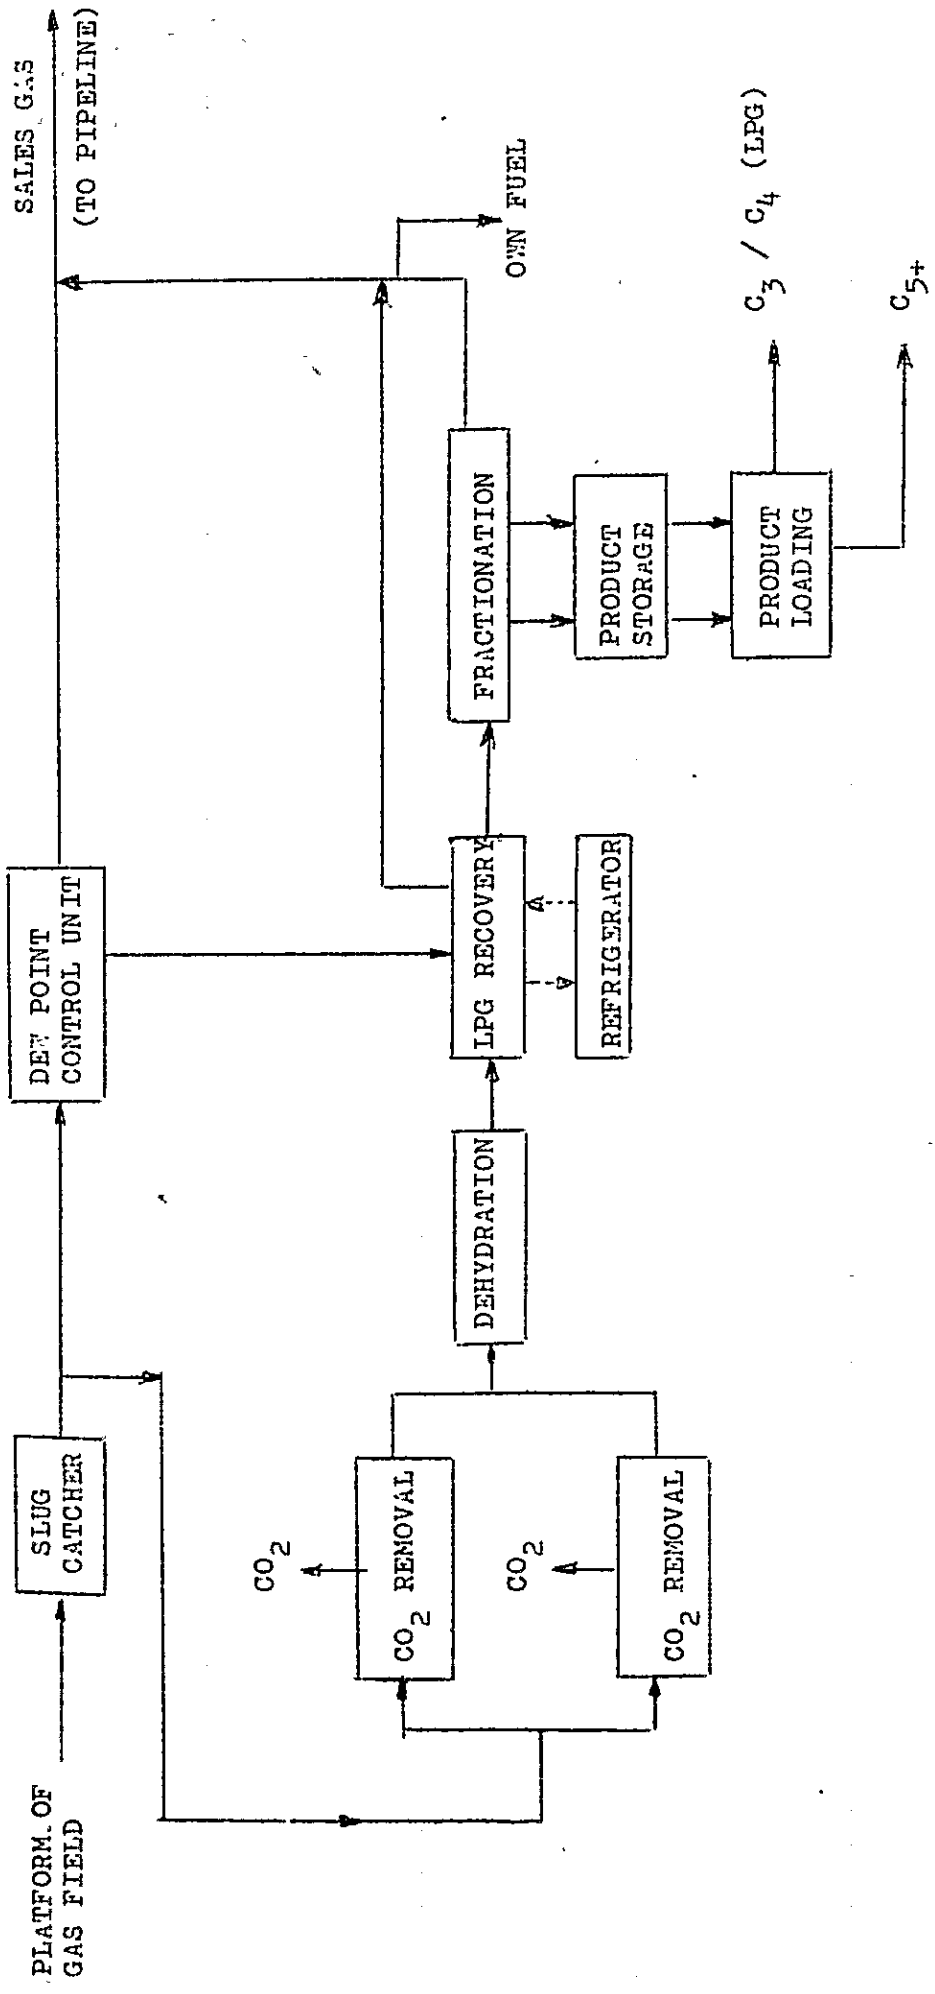 PLATFORM OF
GAS FIELD
SLUG
CATCHER
DEW POINT
CONTROL UNIT
SALES GAS
(TO PIPELINE)
CO2
CO2 REMOVAL
CO2
CO2 REMOVAL
DEHYDRATION
LPG RECOVERY
REFRIGERATOR
FRACTIONATION
OWN FUEL
PRODUCT
STORAGE
PRODUCT
LOADING
C3 / C4 (LPG)
C5+